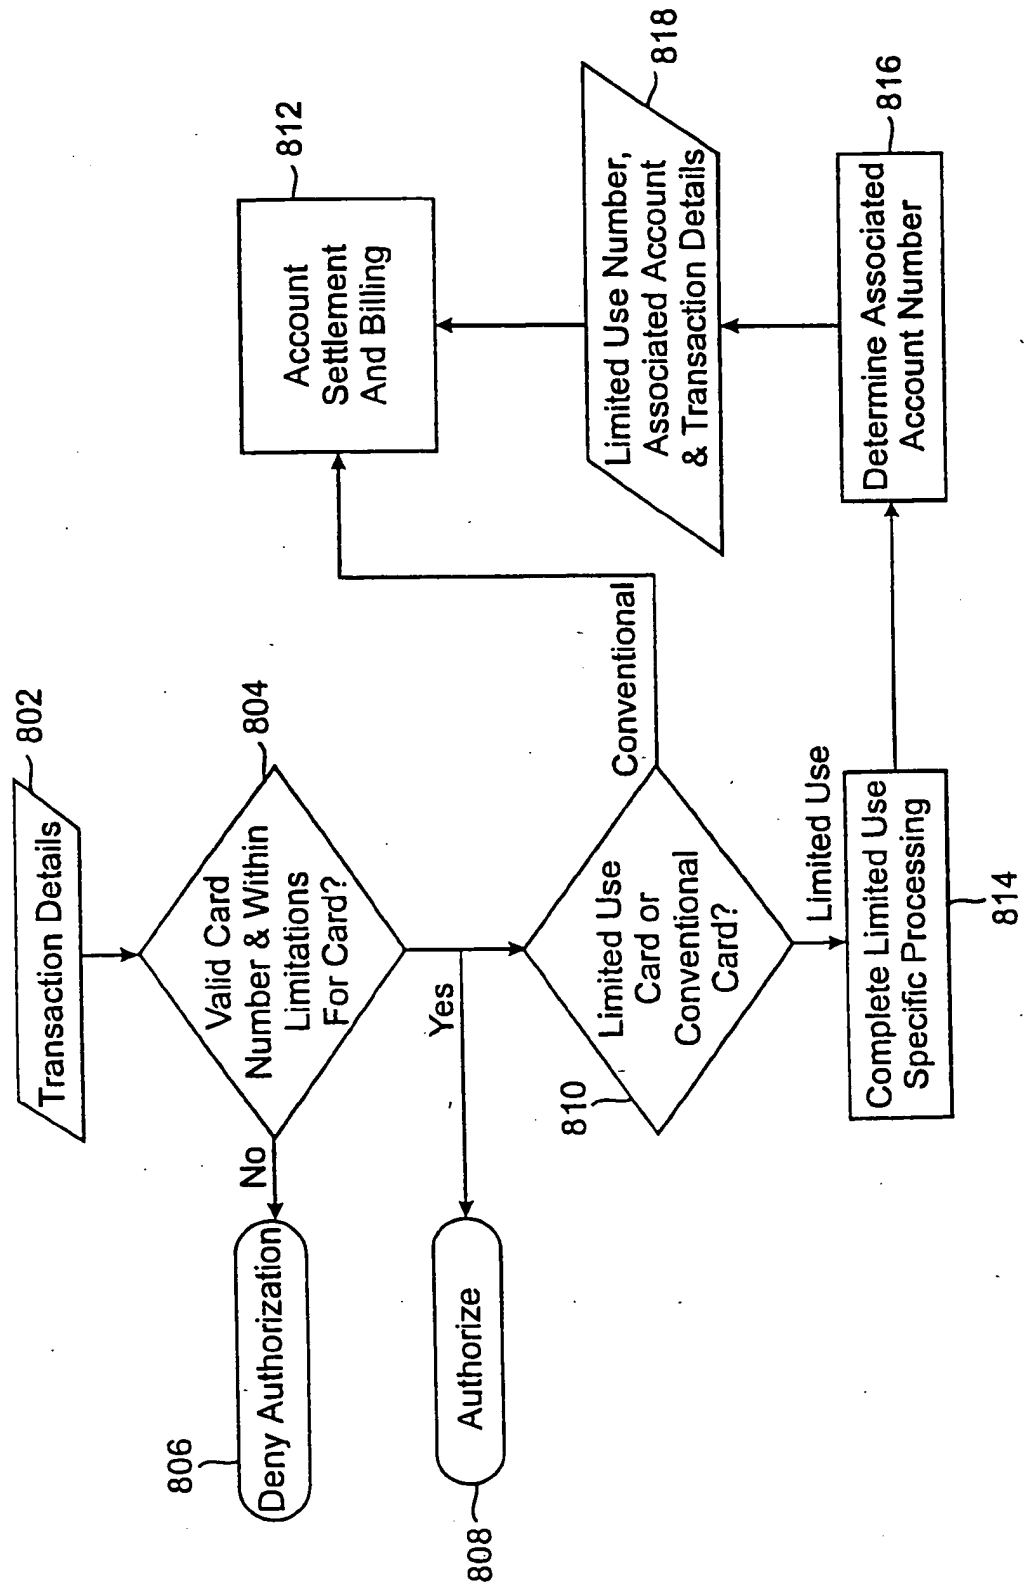 802
Transaction Details
804
Valid Card
Number & Within
Limitations
For Card?
No
806
Deny Authorization
Yes
Authorize
808
810
Limited Use
Card or
Conventional
Card?
Conventional
812
Account
Settlement
And Billing
Limited Use
Complete Limited Use
Specific Processing
814
Determine Associated
Account Number
816
Limited Use Number,
Associated Account
& Transaction Details
818